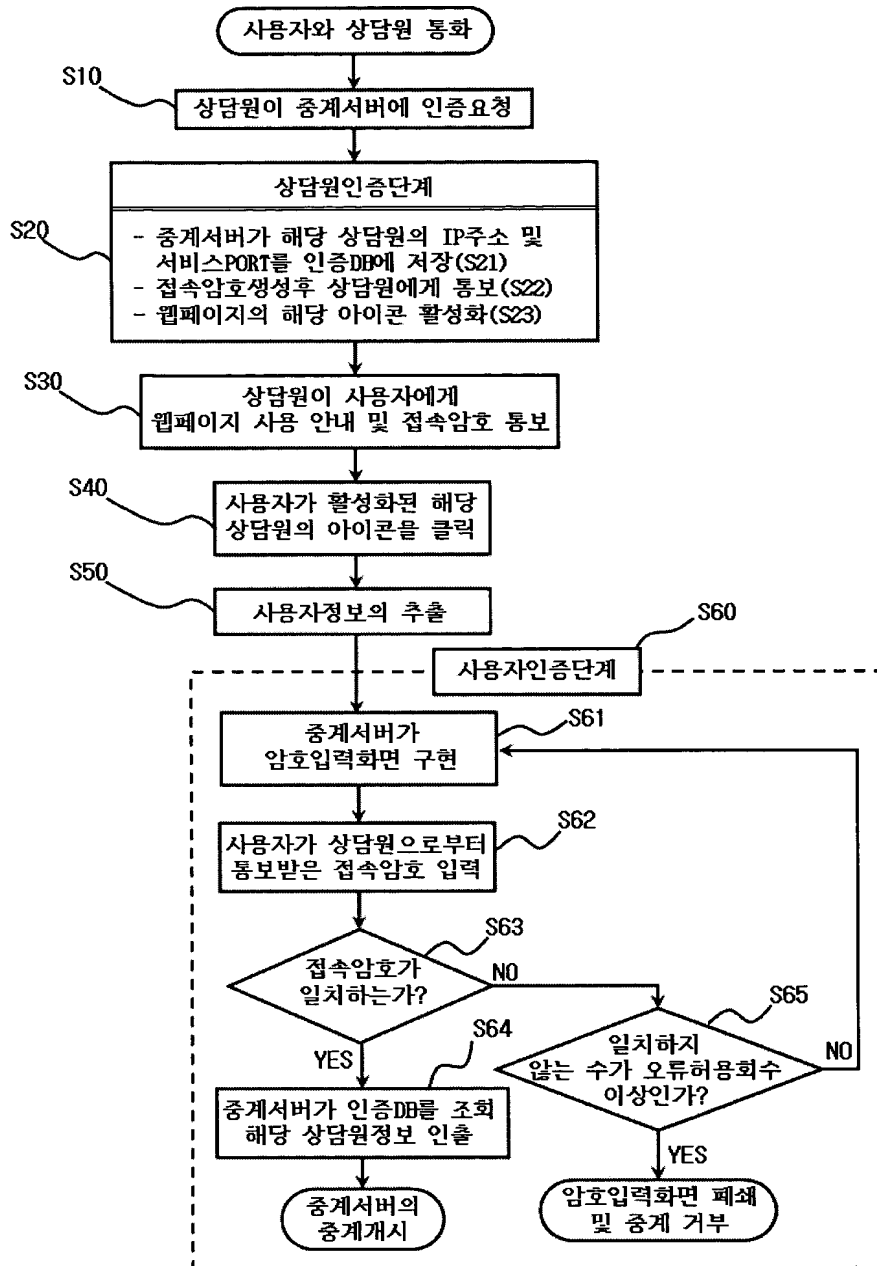 사용자와 상담원 통화
S10
상담원이 중계서버에 인증요청
S20
상담원인증단계
- 중계서버가 해당 상담원의 IP주소 및
서비스PORT를 인증DB에 저장(S21)
- 접속암호생성후 상담원에게 통보(S22)
- 웹페이지의 해당 아이콘 활성화(S23)
S30
상담원이 사용자에게
웹페이지 사용 안내 및 접속암호 통보
S40
사용자가 활성화된 해당
상담원의 아이콘을 클릭
S50
사용자정보의 추출
S60
사용자인증단계
S61
중계서버가
암호입력화면 구현
S62
사용자가 상담원으로부터
통보받은 접속암호 입력
S63
접속암호가
일치하는가?
NO
YES
S64
중계서버가 인증DB를 조회
해당 상담원정보 인출
중계서버의
중계개시
S65
일치하지
않는 수가 오류허용회수
이상인가?
NO
YES
암호입력화면 폐쇄
및 중계 거부